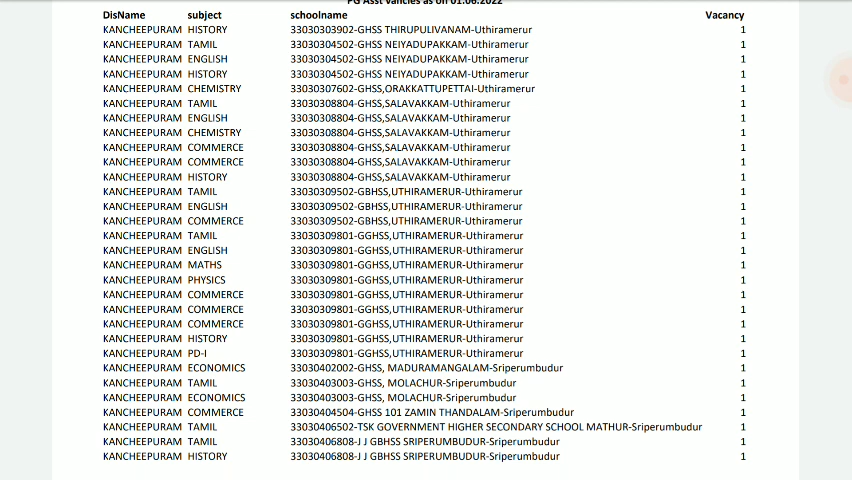 PG Asst Vancies as on 01.06.2022
DisName subject schoolname Vacancy
KANCHEEPURAM HISTORY 33030303902-GHSS THIRUPULIVANAM-Uthiramerur 1
KANCHEEPURAM TAMIL 33030304502-GHSS NEIYADUPAKKAM-Uthiramerur 1
KANCHEEPURAM ENGLISH 33030304502-GHSS NEIYADUPAKKAM-Uthiramerur 1
KANCHEEPURAM HISTORY 33030304502-GHSS NEIYADUPAKKAM-Uthiramerur 1
KANCHEEPURAM CHEMISTRY 33030307602-GHSS,ORAKKATTUPETTAI-Uthiramerur 1
KANCHEEPURAM TAMIL 33030308804-GHSS,SALAVAKKAM-Uthiramerur 1
KANCHEEPURAM ENGLISH 33030308804-GHSS,SALAVAKKAM-Uthiramerur 1
KANCHEEPURAM CHEMISTRY 33030308804-GHSS,SALAVAKKAM-Uthiramerur 1
KANCHEEPURAM COMMERCE 33030308804-GHSS,SALAVAKKAM-Uthiramerur 1
KANCHEEPURAM COMMERCE 33030308804-GHSS,SALAVAKKAM-Uthiramerur 1
KANCHEEPURAM HISTORY 33030308804-GHSS,SALAVAKKAM-Uthiramerur 1
KANCHEEPURAM TAMIL 33030309502-GBHSS,UTHIRAMERUR-Uthiramerur 1
KANCHEEPURAM ENGLISH 33030309502-GBHSS,UTHIRAMERUR-Uthiramerur 1
KANCHEEPURAM COMMERCE 33030309502-GBHSS,UTHIRAMERUR-Uthiramerur 1
KANCHEEPURAM TAMIL 33030309801-GGHSS,UTHIRAMERUR-Uthiramerur 1
KANCHEEPURAM ENGLISH 33030309801-GGHSS,UTHIRAMERUR-Uthiramerur 1
KANCHEEPURAM MATHS 33030309801-GGHSS,UTHIRAMERUR-Uthiramerur 1
KANCHEEPURAM PHYSICS 33030309801-GGHSS,UTHIRAMERUR-Uthiramerur 1
KANCHEEPURAM COMMERCE 33030309801-GGHSS,UTHIRAMERUR-Uthiramerur 1
KANCHEEPURAM COMMERCE 33030309801-GGHSS,UTHIRAMERUR-Uthiramerur 1
KANCHEEPURAM COMMERCE 33030309801-GGHSS,UTHIRAMERUR-Uthiramerur 1
KANCHEEPURAM HISTORY 33030309801-GGHSS,UTHIRAMERUR-Uthiramerur 1
KANCHEEPURAM PD-I 33030309801-GGHSS,UTHIRAMERUR-Uthiramerur 1
KANCHEEPURAM ECONOMICS 33030402002-GHSS, MADURAMANGALAM-Sriperumbudur 1
KANCHEEPURAM TAMIL 33030403003-GHSS, MOLACHUR-Sriperumbudur 1
KANCHEEPURAM ECONOMICS 33030403003-GHSS, MOLACHUR-Sriperumbudur 1
KANCHEEPURAM COMMERCE 33030404504-GHSS 101 ZAMIN THANDALAM-Sriperumbudur 1
KANCHEEPURAM TAMIL 33030406502-TSK GOVERNMENT HIGHER SECONDARY SCHOOL MATHUR-Sriperumbudur 1
KANCHEEPURAM TAMIL 33030406808-J J GBHSS SRIPERUMBUDUR-Sriperumbudur 1
KANCHEEPURAM HISTORY 33030406808-J J GBHSS SRIPERUMBUDUR-Sriperumbudur 1